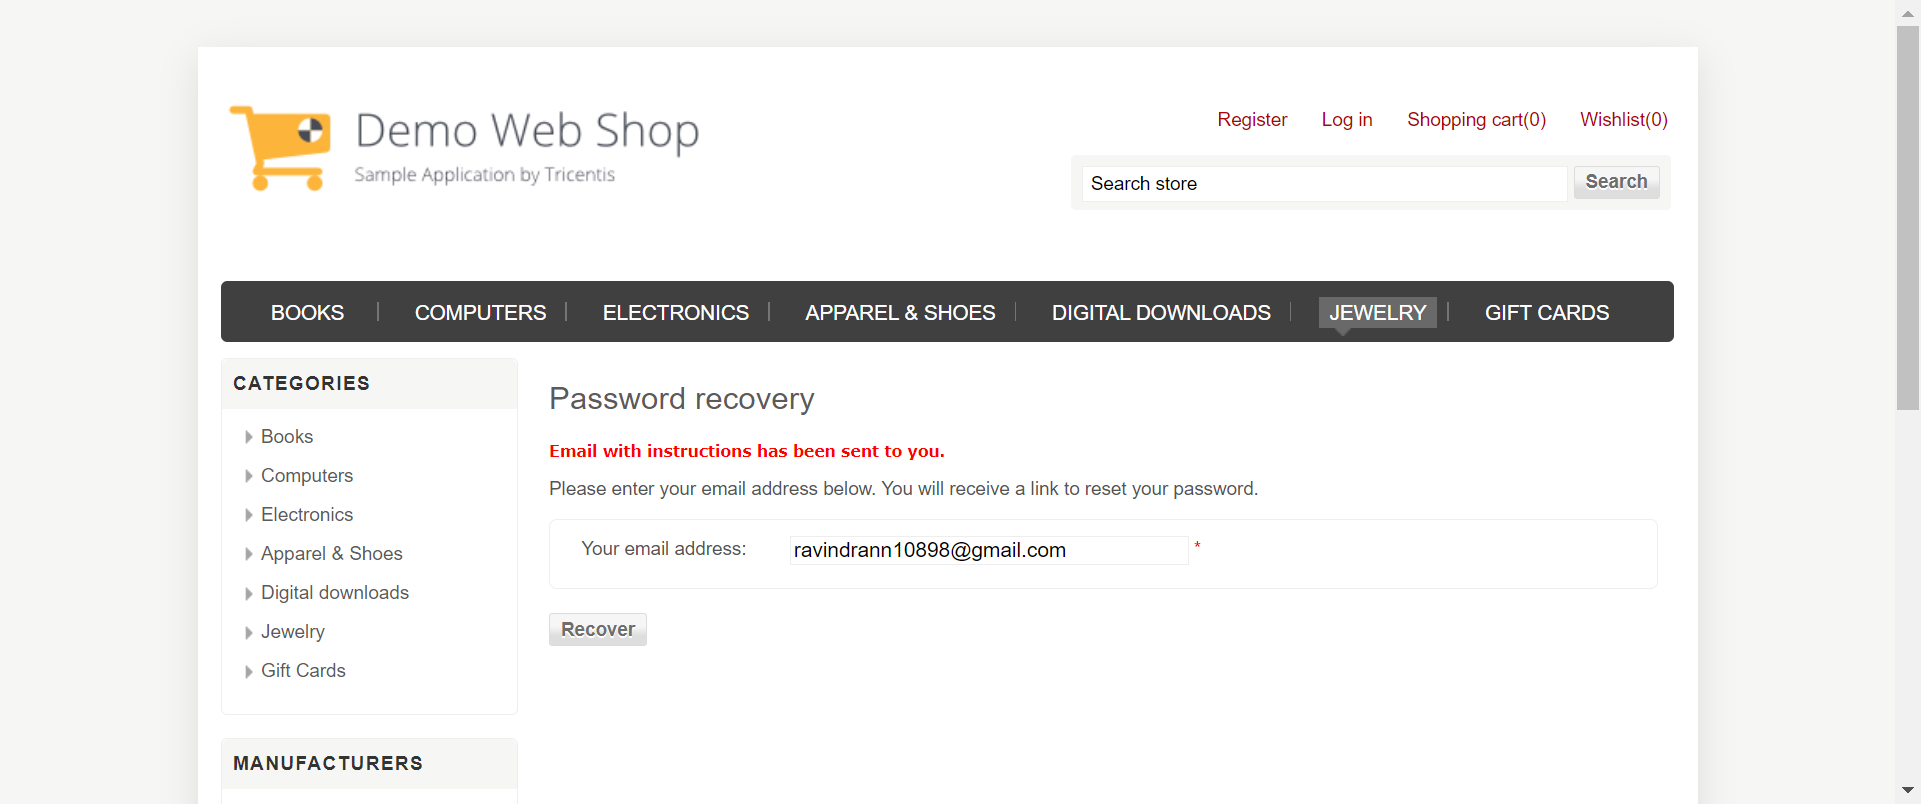 Demo Web Shop
Sample Application by Tricentis
Register Log in Shopping cart(0) Wishlist(0)
Search store Search
BOOKS COMPUTERS ELECTRONICS APPAREL & SHOES DIGITAL DOWNLOADS JEWELRY GIFT CARDS
CATEGORIES
Books
Computers
Electronics
Apparel & Shoes
Digital downloads
Jewelry
Gift Cards
MANUFACTURERS
Password recovery
Email with instructions has been sent to you.
Please enter your email address below. You will receive a link to reset your password.
Your email address: ravindrann10898@gmail.com *
Recover